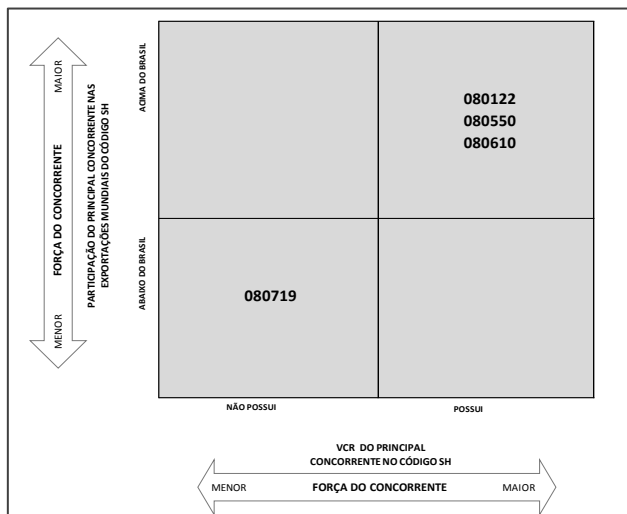 MAIOR
FORÇA DO CONCORRENTE
MENOR
PARTICIPAÇÃO DO PRINCIPAL CONCORRENTE NAS
EXPORTAÇÕES MUNDIAIS DO CÓDIGO SH
ACIMA DO BRASIL
ABAIXO DO BRASIL
080122
080550
080610
080719
NÃO POSSUI
POSSUI
VCR DO PRINCIPAL
CONCORRENTE NO CÓDIGO SH
MENOR FORÇA DO CONCORRENTE MAIOR